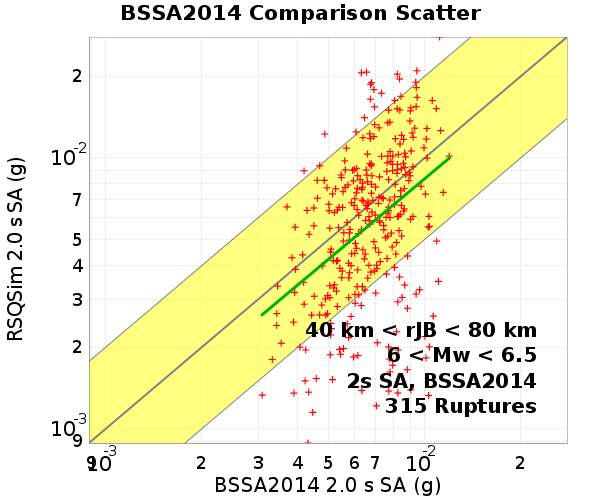 BSSA2014 Comparison Scatter
RSQSim 2.0 s SA (g)
2
10-2
7
5
4
3
2
10-3
9
40 km < rJB < 80 km
6 < Mw < 6.5
2s SA, BSSA2014
315 Ruptures
9 10-3 2 3 4 5 6 7 10-2 2
BSSA2014 2.0 s SA (g)